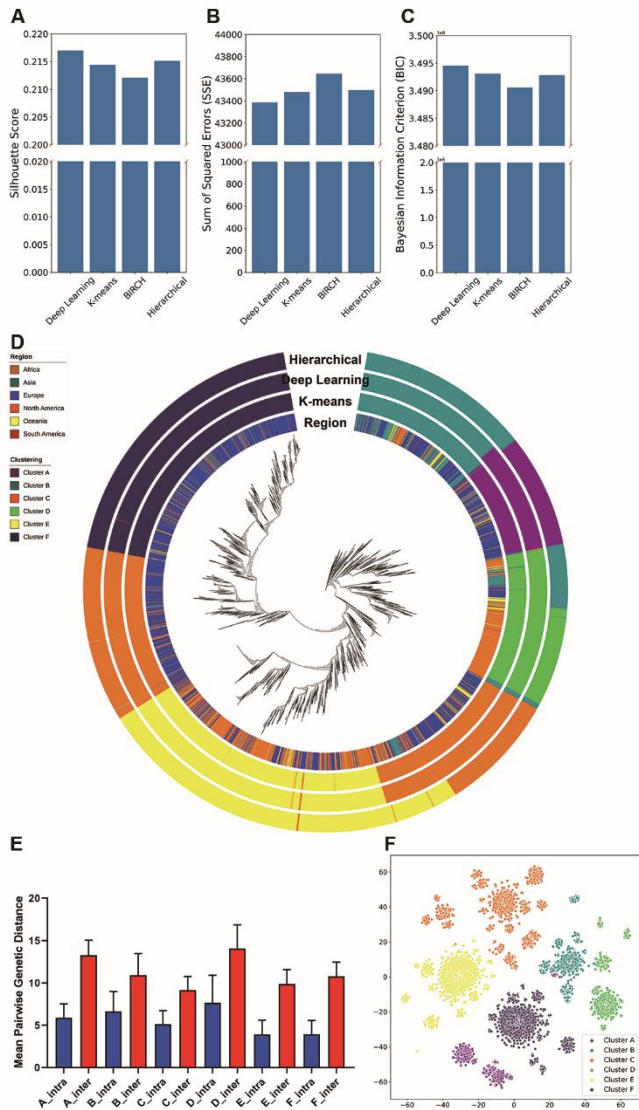 A
B
C
0.220
0.215
0.210
0.205
0.200
0.020
0.015
0.010
0.005
0.000
Silhouette Score
Deep Learning
K-means
BIRCH
Hierarchical
44000
43800
43600
43400
43200
43000
1000
800
600
400
200
0
Sum of Squared Errors (SSE)
Deep Learning
K-means
BIRCH
Hierarchical
3.500
3.495
3.490
3.485
3.480
2.0
1.5
1.0
0.5
0.0
Bayesian Information Criterion (BIC)
Deep Learning
K-means
BIRCH
Hierarchical
D
Region
Africa
Asia
Europe
North America
Oceania
South America
Clustering
Cluster A
Cluster B
Cluster C
Cluster D
Cluster E
Cluster F
Hierarchical
Deep Learning
K-means
Region
E
Mean Pairwise Genetic Distance
20
15
10
5
0
A_intra
A_inter
B_intra
B_inter
C_intra
C_inter
D_intra
D_inter
E_intra
E_inter
F_intra
F_inter
F
60
40
20
0
−20
−40
−60
−60
−40
−20
0
20
40
60
Cluster A
Cluster B
Cluster C
Cluster D
Cluster E
Cluster F